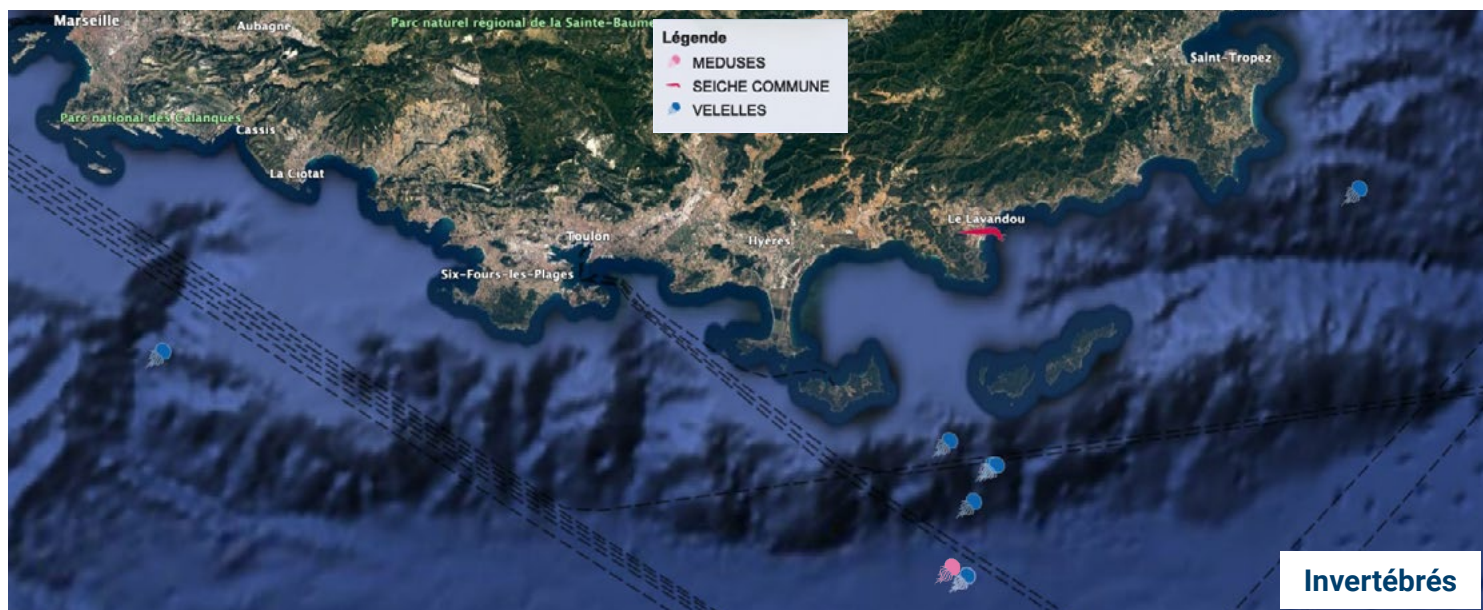 Marseille
Aubagne
Parc naturel régional de la Sainte-Baume
Légende
MEDUSES
SEICHE COMMUNE
VELELLES
Saint-Tropez
Parc national des Calanques
Cassis
La Ciotat
Le Lavandou
Toulon
Hyères
Six-Fours-les-Plages
Invertébrés